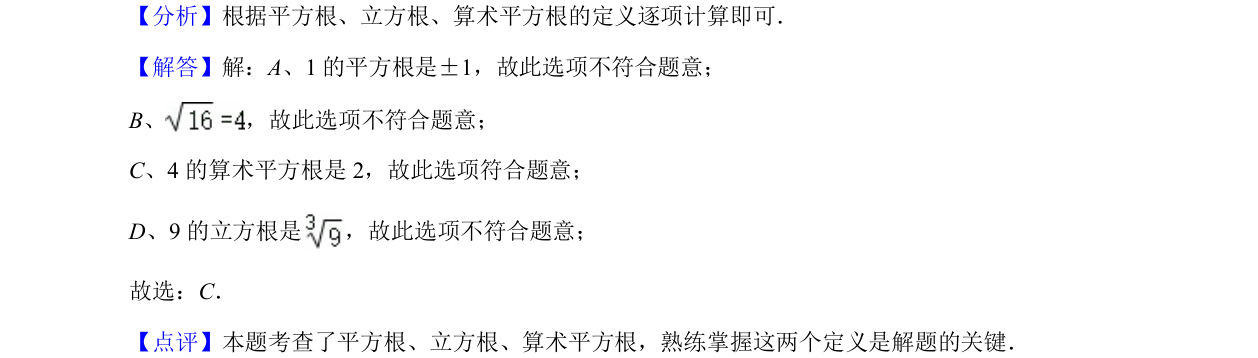 【分析】根据平方根、立方根、算术平方根的定义逐项计算即可．
【解答】解：A、1 的平方根是±1，故此选项不符合题意；
B、√16 =4，故此选项不符合题意；
C、4 的算术平方根是 2，故此选项符合题意；
D、9 的立方根是∛9，故此选项不符合题意；
故选：C．
【点评】本题考查了平方根、立方根、算术平方根，熟练掌握这两个定义是解题的关键．